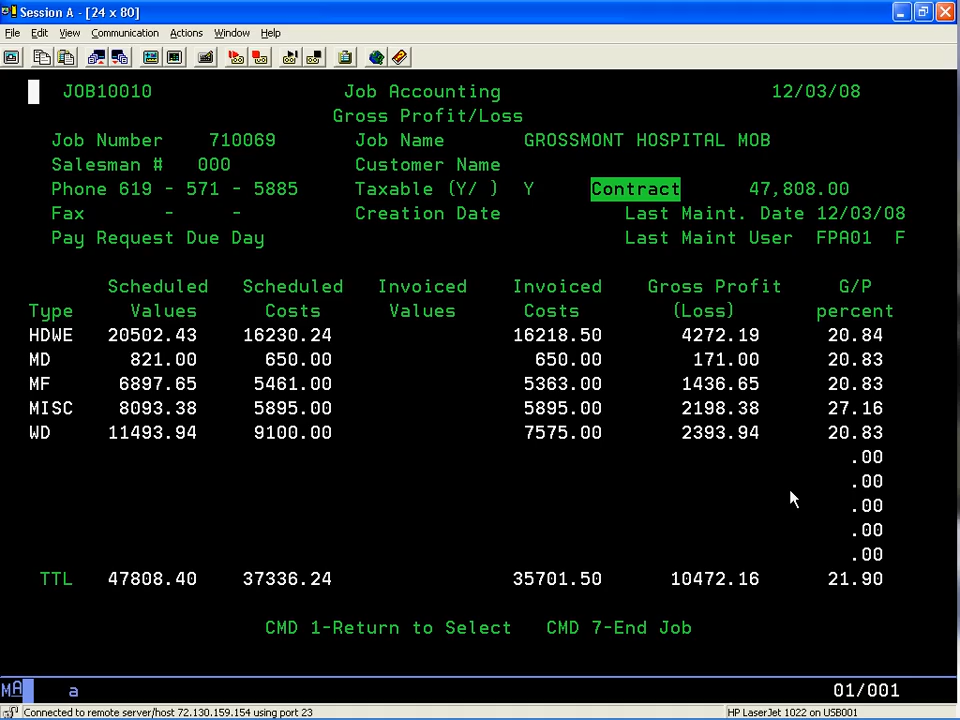 Session A - [24 x 80]
File Edit View Communication Actions Window Help
JOB10010 Job Accounting 12/03/08
Gross Profit/Loss
Job Number 710069 Job Name GROSSMONT HOSPITAL MOB
Salesman # 000 Customer Name
Phone 619 - 571 - 5885 Taxable (Y/ ) Y Contract 47,808.00
Fax - - Creation Date Last Maint. Date 12/03/08
Pay Request Due Day Last Maint User FPA01 F
Scheduled Scheduled Invoiced Invoiced Gross Profit G/P
Type Values Costs Values Costs (Loss) percent
HDWE 20502.43 16230.24 16218.50 4272.19 20.84
MD 821.00 650.00 650.00 171.00 20.83
MF 6897.65 5461.00 5363.00 1436.65 20.83
MISC 8093.38 5895.00 5895.00 2198.38 27.16
WD 11493.94 9100.00 7575.00 2393.94 20.83
.00
.00
.00
.00
.00
TTL 47808.40 37336.24 35701.50 10472.16 21.90
CMD 1-Return to Select CMD 7-End Job
MA a 01/001
Connected to remote server/host 72.130.159.154 using port 23 HP LaserJet 1022 on USB001